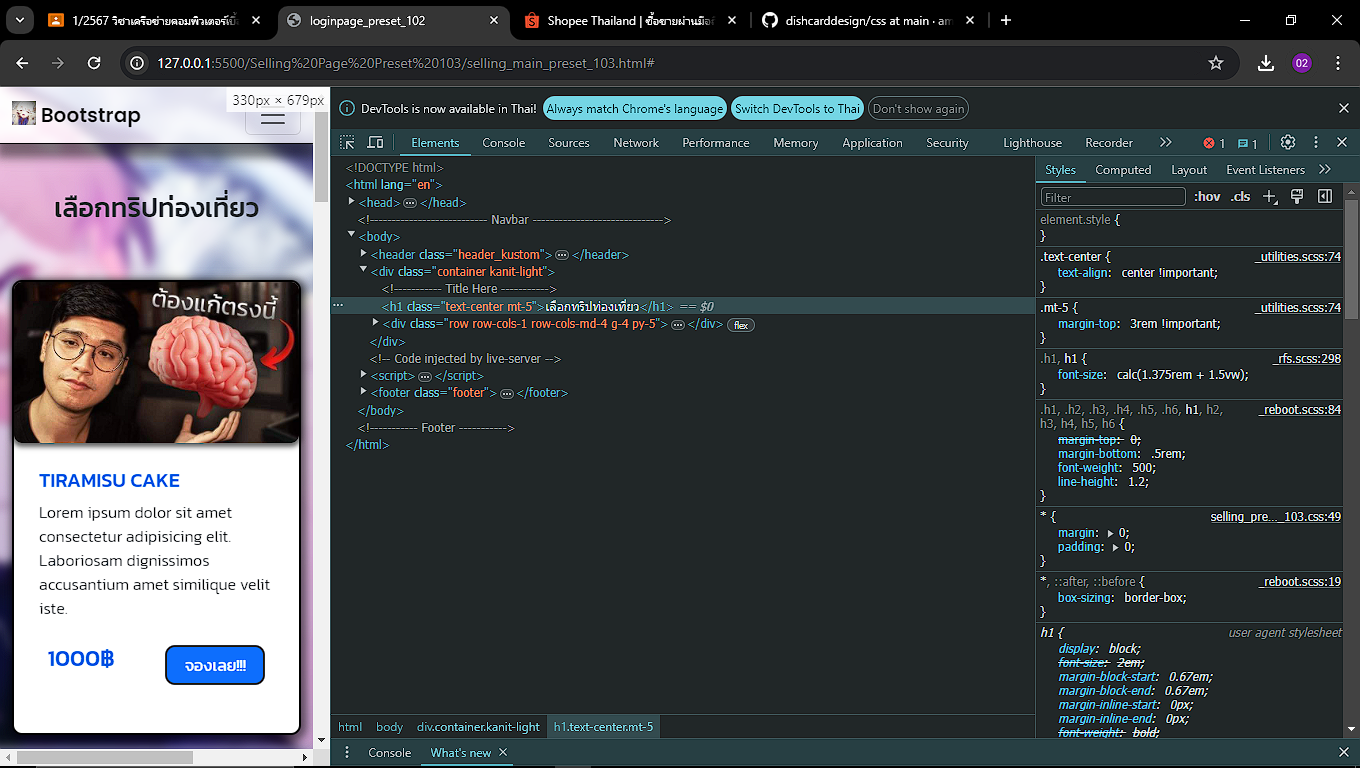 1/2567 วิชาเครือข่ายคอมพิวเตอร์เบื้
loginpage_preset_102
Shopee Thailand | ซื้อขายผ่านมือถื
dishcarddesign/css at main · am
127.0.0.1:5500/Selling%20Page%20Preset%20103/selling_main_preset_103.html#
02
330px × 679px
Bootstrap
เลือกทริปท่องเที่ยว
ต้องแก้ตรงนี้
TIRAMISU CAKE
Lorem ipsum dolor sit amet
consectetur adipisicing elit.
Laboriosam dignissimos
accusantium amet similique velit
iste.
1000฿
จองเลย!!!
DevTools is now available in Thai!
Always match Chrome's language
Switch DevTools to Thai
Don't show again
Elements Console Sources Network Performance Memory Application Security Lighthouse Recorder
1 1
<!DOCTYPE html>
<html lang="en">
<head> ⋯ </head>
<!--------------------------- Navbar ------------------------------>
<body>
<header class="header_kustom"> ⋯ </header>
<div class="container kanit-light">
<!----------- Title Here ------------>
<h1 class="text-center mt-5">เลือกทริปท่องเที่ยว</h1> == $0
<div class="row row-cols-1 row-cols-md-4 g-4 py-5"> ⋯ </div> flex
</div>
<!-- Code injected by live-server -->
<script> ⋯ </script>
<footer class="footer"> ⋯ </footer>
</body>
<!----------- Footer ----------->
</html>
html body div.container.kanit-light h1.text-center.mt-5
Console What's new
Styles Computed Layout Event Listeners
Filter :hov .cls
element.style {
}
.text-center { _utilities.scss:74
text-align: center !important;
}
.mt-5 { _utilities.scss:74
margin-top: 3rem !important;
}
.h1, h1 { _rfs.scss:298
font-size: calc(1.375rem + 1.5vw);
}
.h1, .h2, .h3, .h4, .h5, .h6, h1, h2, _reboot.scss:84
h3, h4, h5, h6 {
margin-top: 0;
margin-bottom: .5rem;
font-weight: 500;
line-height: 1.2;
}
* { selling_pre…_103.css:49
margin: 0;
padding: 0;
}
*, ::after, ::before { _reboot.scss:19
box-sizing: border-box;
}
h1 { user agent stylesheet
display: block;
font-size: 2em;
margin-block-start: 0.67em;
margin-block-end: 0.67em;
margin-inline-start: 0px;
margin-inline-end: 0px;
font-weight: bold;